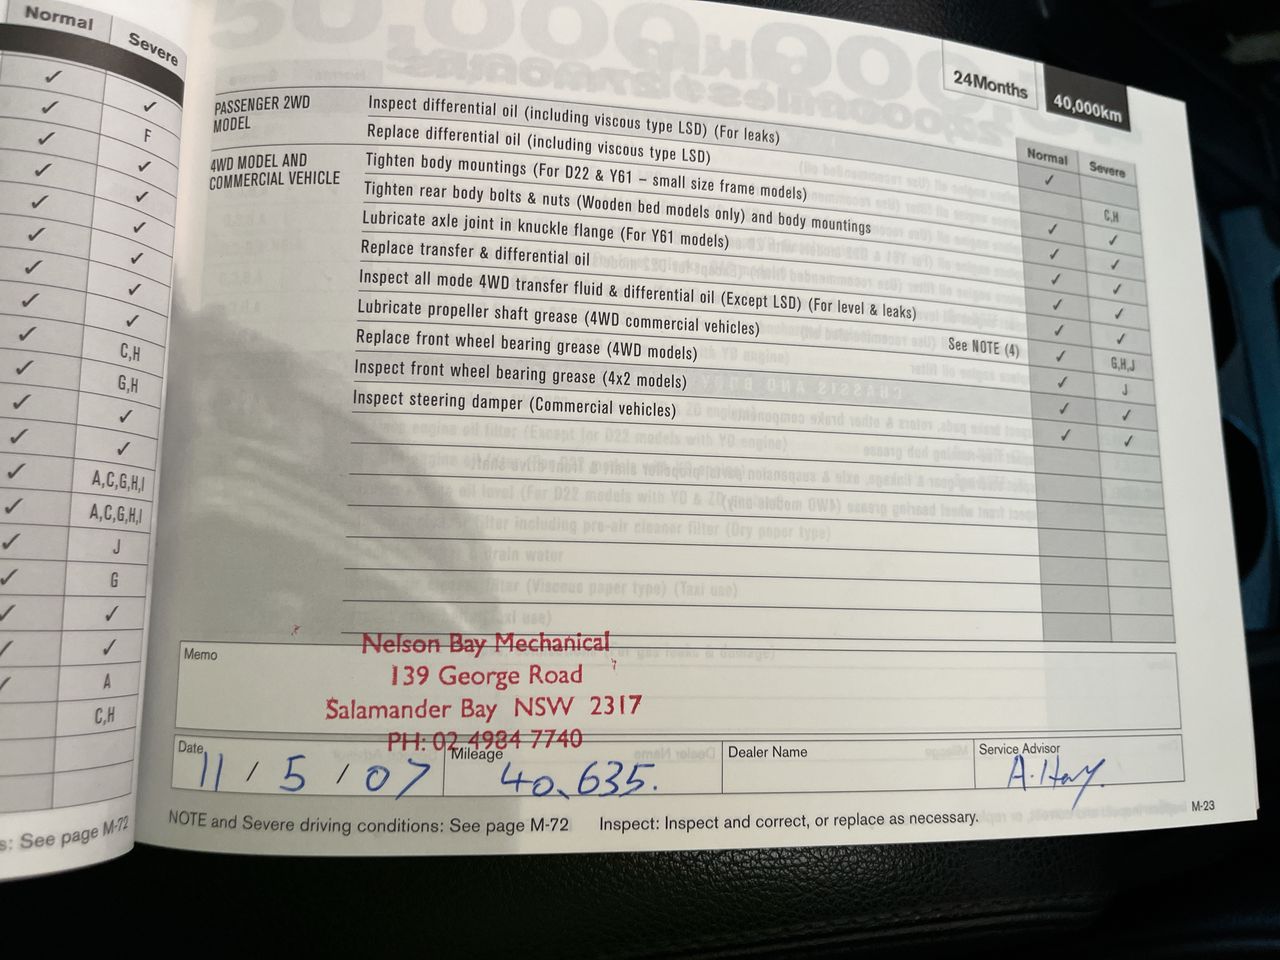 Normal Severe
✓ ✓
✓ F
✓ ✓
✓ ✓
✓ ✓
✓ ✓
✓ ✓
✓ ✓
✓ C,H
✓ G,H
✓ ✓
✓ ✓
✓ A,C,G,H,I
✓ A,C,G,H,I
✓ J
✓ G
✓ ✓
✓ ✓
✓ A
C,H
s: See page M-72
24Months 40,000km
Normal Severe
PASSENGER 2WD MODEL
Inspect differential oil (including viscous type LSD) (For leaks) ✓
Replace differential oil (including viscous type LSD) C,H
4WD MODEL AND COMMERCIAL VEHICLE
Tighten body mountings (For D22 & Y61 – small size frame models) ✓ ✓
Tighten rear body bolts & nuts (Wooden bed models only) and body mountings ✓ ✓
Lubricate axle joint in knuckle flange (For Y61 models) ✓ ✓
Replace transfer & differential oil ✓ ✓
Inspect all mode 4WD transfer fluid & differential oil (Except LSD) (For level & leaks) ✓ ✓
Lubricate propeller shaft grease (4WD commercial vehicles) See NOTE (4) ✓ G,H,J
Replace front wheel bearing grease (4WD models) ✓ J
Inspect front wheel bearing grease (4x2 models) ✓ ✓
Inspect steering damper (Commercial vehicles) ✓ ✓
Memo
Nelson Bay Mechanical
139 George Road
Salamander Bay NSW 2317
PH: 02 4984 7740
Date 11 / 5 / 07
Mileage 40,635.
Dealer Name
Service Advisor A. Hay.
NOTE and Severe driving conditions: See page M-72 Inspect: Inspect and correct, or replace as necessary.
M-23